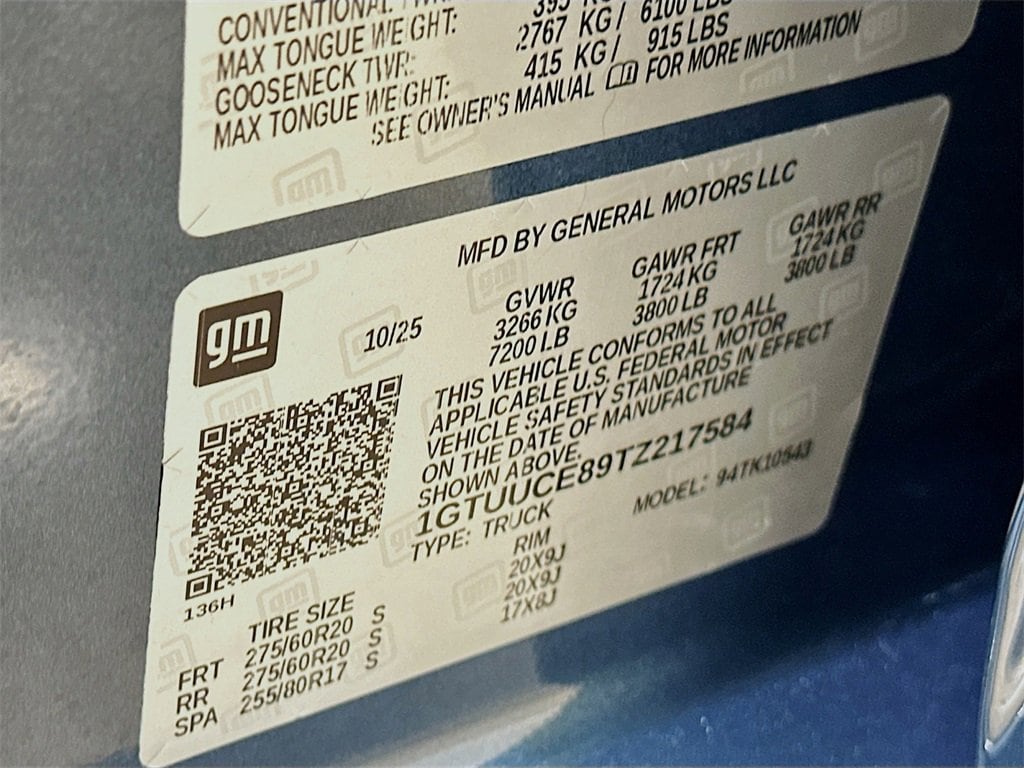 CONVENTIONAL TWR:
MAX TONGUE WEIGHT: 395 KG/
GOOSENECK TWR: 2767 KG/ 6100 LBS
MAX TONGUE WEIGHT: 415 KG/ 915 LBS
SEE OWNER'S MANUAL FOR MORE INFORMATION
MFD BY GENERAL MOTORS LLC
gm
10/25
GVWR GAWR FRT GAWR RR
3266 KG 1724 KG 1724 KG
7200 LB 3800 LB 3800 LB
THIS VEHICLE CONFORMS TO ALL
APPLICABLE U.S. FEDERAL MOTOR
VEHICLE SAFETY STANDARDS IN EFFECT
ON THE DATE OF MANUFACTURE
SHOWN ABOVE.
1GTUUCE89TZ217584
TYPE: TRUCK MODEL: 94TK10543
136H
TIRE SIZE RIM
FRT 275/60R20 S 20X9J
RR 275/60R20 S 20X9J
SPA 255/80R17 S 17X8J